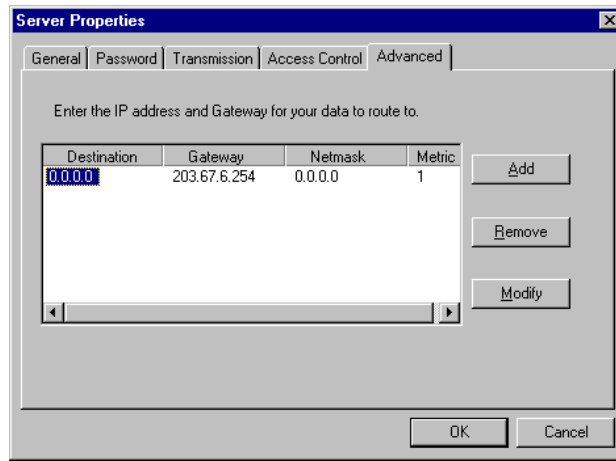 Server Properties
General Password Transmission Access Control Advanced
Enter the IP address and Gateway for your data to route to.
Destination Gateway Netmask Metric
0.0.0.0 203.67.6.254 0.0.0.0 1
Add
Remove
Modify
OK Cancel